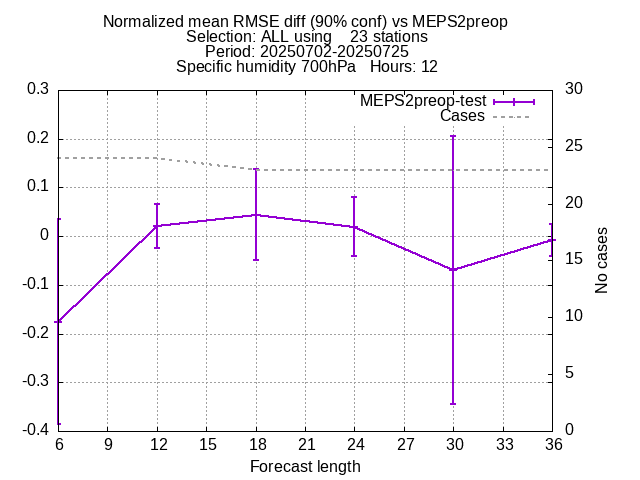 Normalized mean RMSE diff (90% conf) vs MEPS2preop
Selection: ALL using    23 stations
Period: 20250702-20250725
Specific humidity 700hPa   Hours: 12
0.3
0.2
0.1
0
-0.1
-0.2
-0.3
-0.4
30
25
20
15
10
5
0
MEPS2preop-test
Cases
No cases
6 9 12 15 18 21 24 27 30 33 36
Forecast length